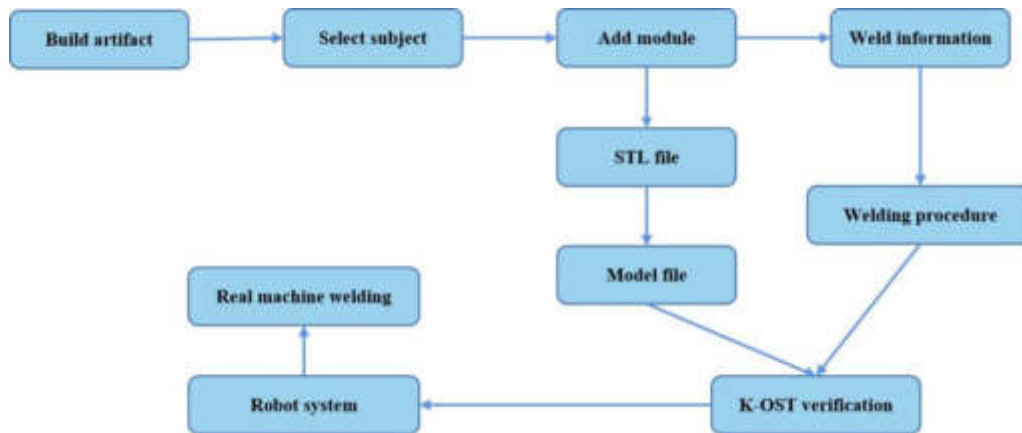 Build artifact
Select subject
Add module
Weld information
STL file
Welding procedure
Model file
Real machine welding
Robot system
K-OST verification